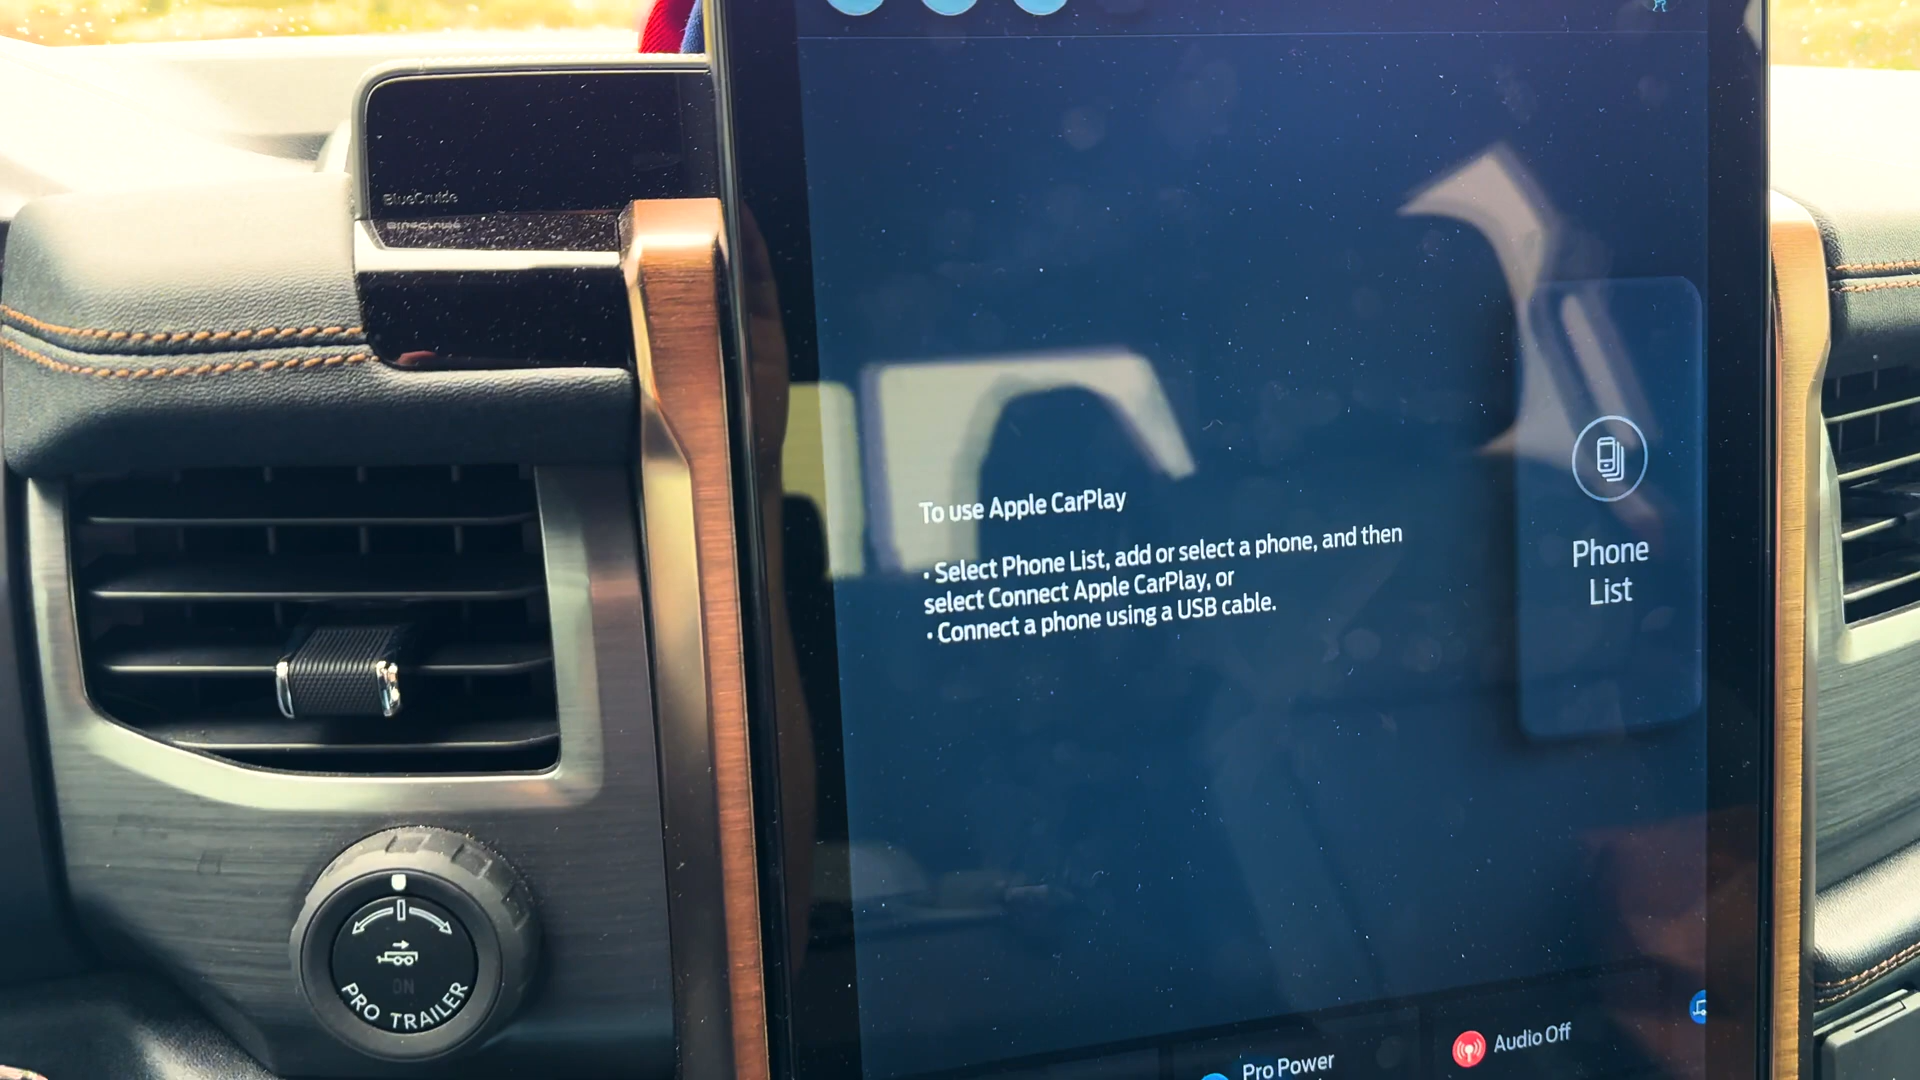 BlueCruise
To use Apple CarPlay
• Select Phone List, add or select a phone, and then
select Connect Apple CarPlay, or
• Connect a phone using a USB cable.
Phone
List
ON
PRO TRAILER
Pro Power
Audio Off